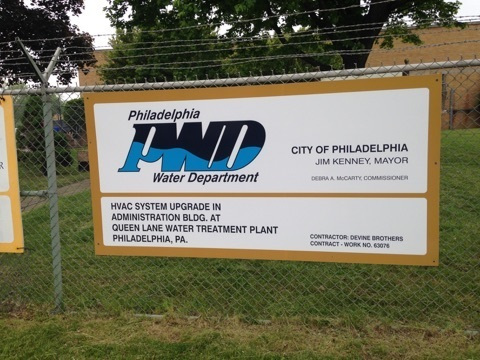 Philadelphia
PWD
Water Department
CITY OF PHILADELPHIA
JIM KENNEY, MAYOR
DEBRA A. McCARTY, COMMISSIONER
HVAC SYSTEM UPGRADE IN
ADMINISTRATION BLDG. AT
QUEEN LANE WATER TREATMENT PLANT
PHILADELPHIA, PA.
CONTRACTOR: DEVINE BROTHERS
CONTRACT - WORK NO. 63076